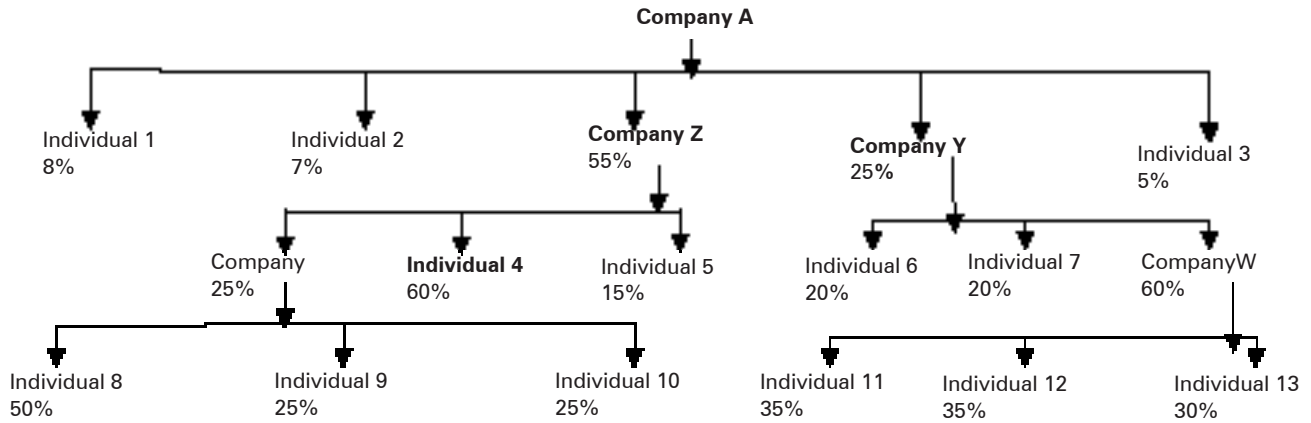 Company A
Individual 1
8%
Individual 2
7%
Company Z
55%
Company Y
25%
Individual 3
5%
Company
25%
Individual 4
60%
Individual 5
15%
Individual 6
20%
Individual 7
20%
CompanyW
60%
Individual 8
50%
Individual 9
25%
Individual 10
25%
Individual 11
35%
Individual 12
35%
Individual 13
30%